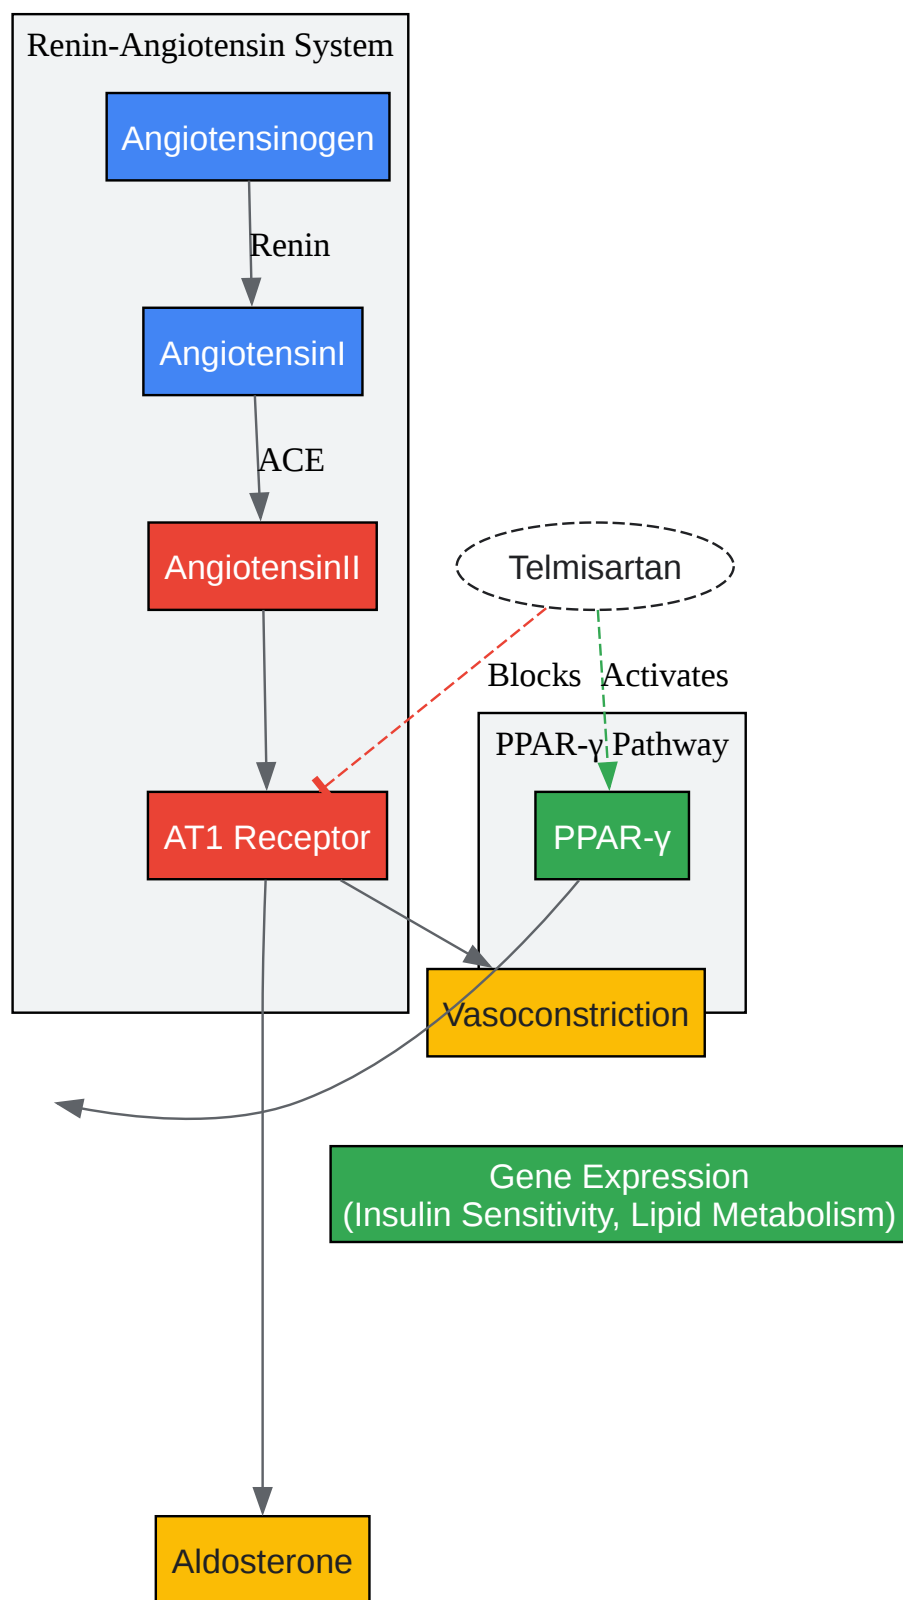 Renin-Angiotensin System
Angiotensinogen
Renin
AngiotensinI
ACE
AngiotensinII
Telmisartan
Blocks
Activates
PPAR-γ Pathway
AT1 Receptor
PPAR-γ
Vasoconstriction
Gene Expression
(Insulin Sensitivity, Lipid Metabolism)
Aldosterone